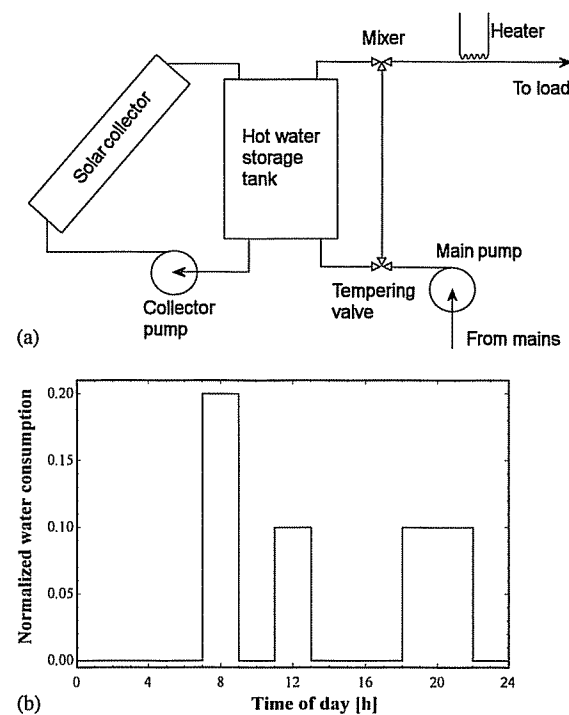 Solar collector
Hot water
storage
tank
Mixer
Heater
To load
Collector
pump
Tempering
valve
Main pump
From mains
(a)
Normalized water consumption
0.20
0.15
0.10
0.05
0.00
0
4
8
12
16
20
24
Time of day [h]
(b)